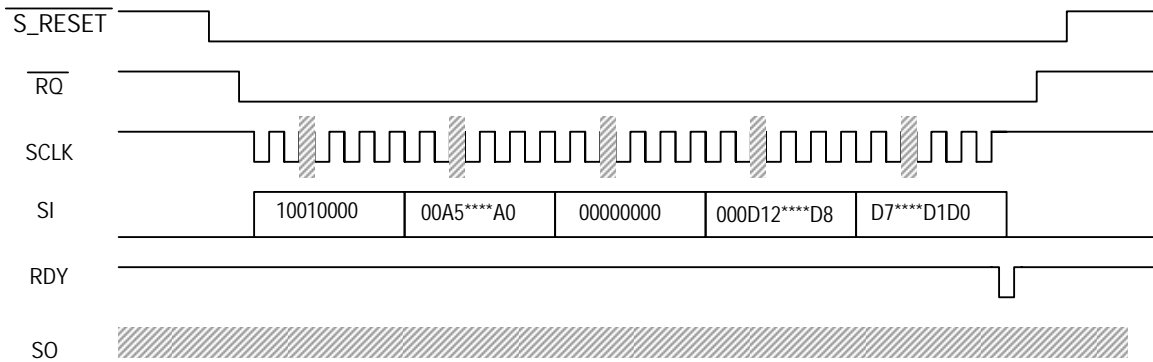 S_RESET
RQ
SCLK
SI 10010000 00A5****A0 00000000 000D12****D8 D7****D1D0
RDY
SO